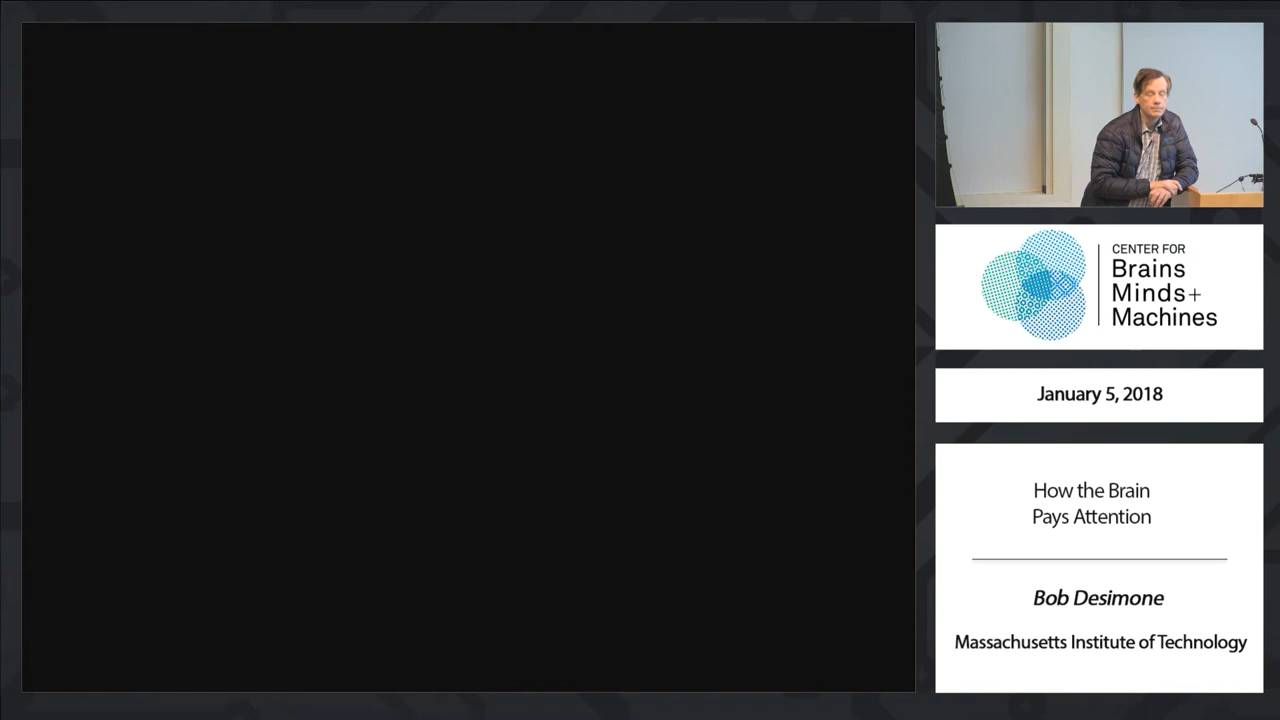 CENTER FOR
Brains
Minds+
Machines
January 5, 2018
How the Brain
Pays Attention
Bob Desimone
Massachusetts Institute of Technology